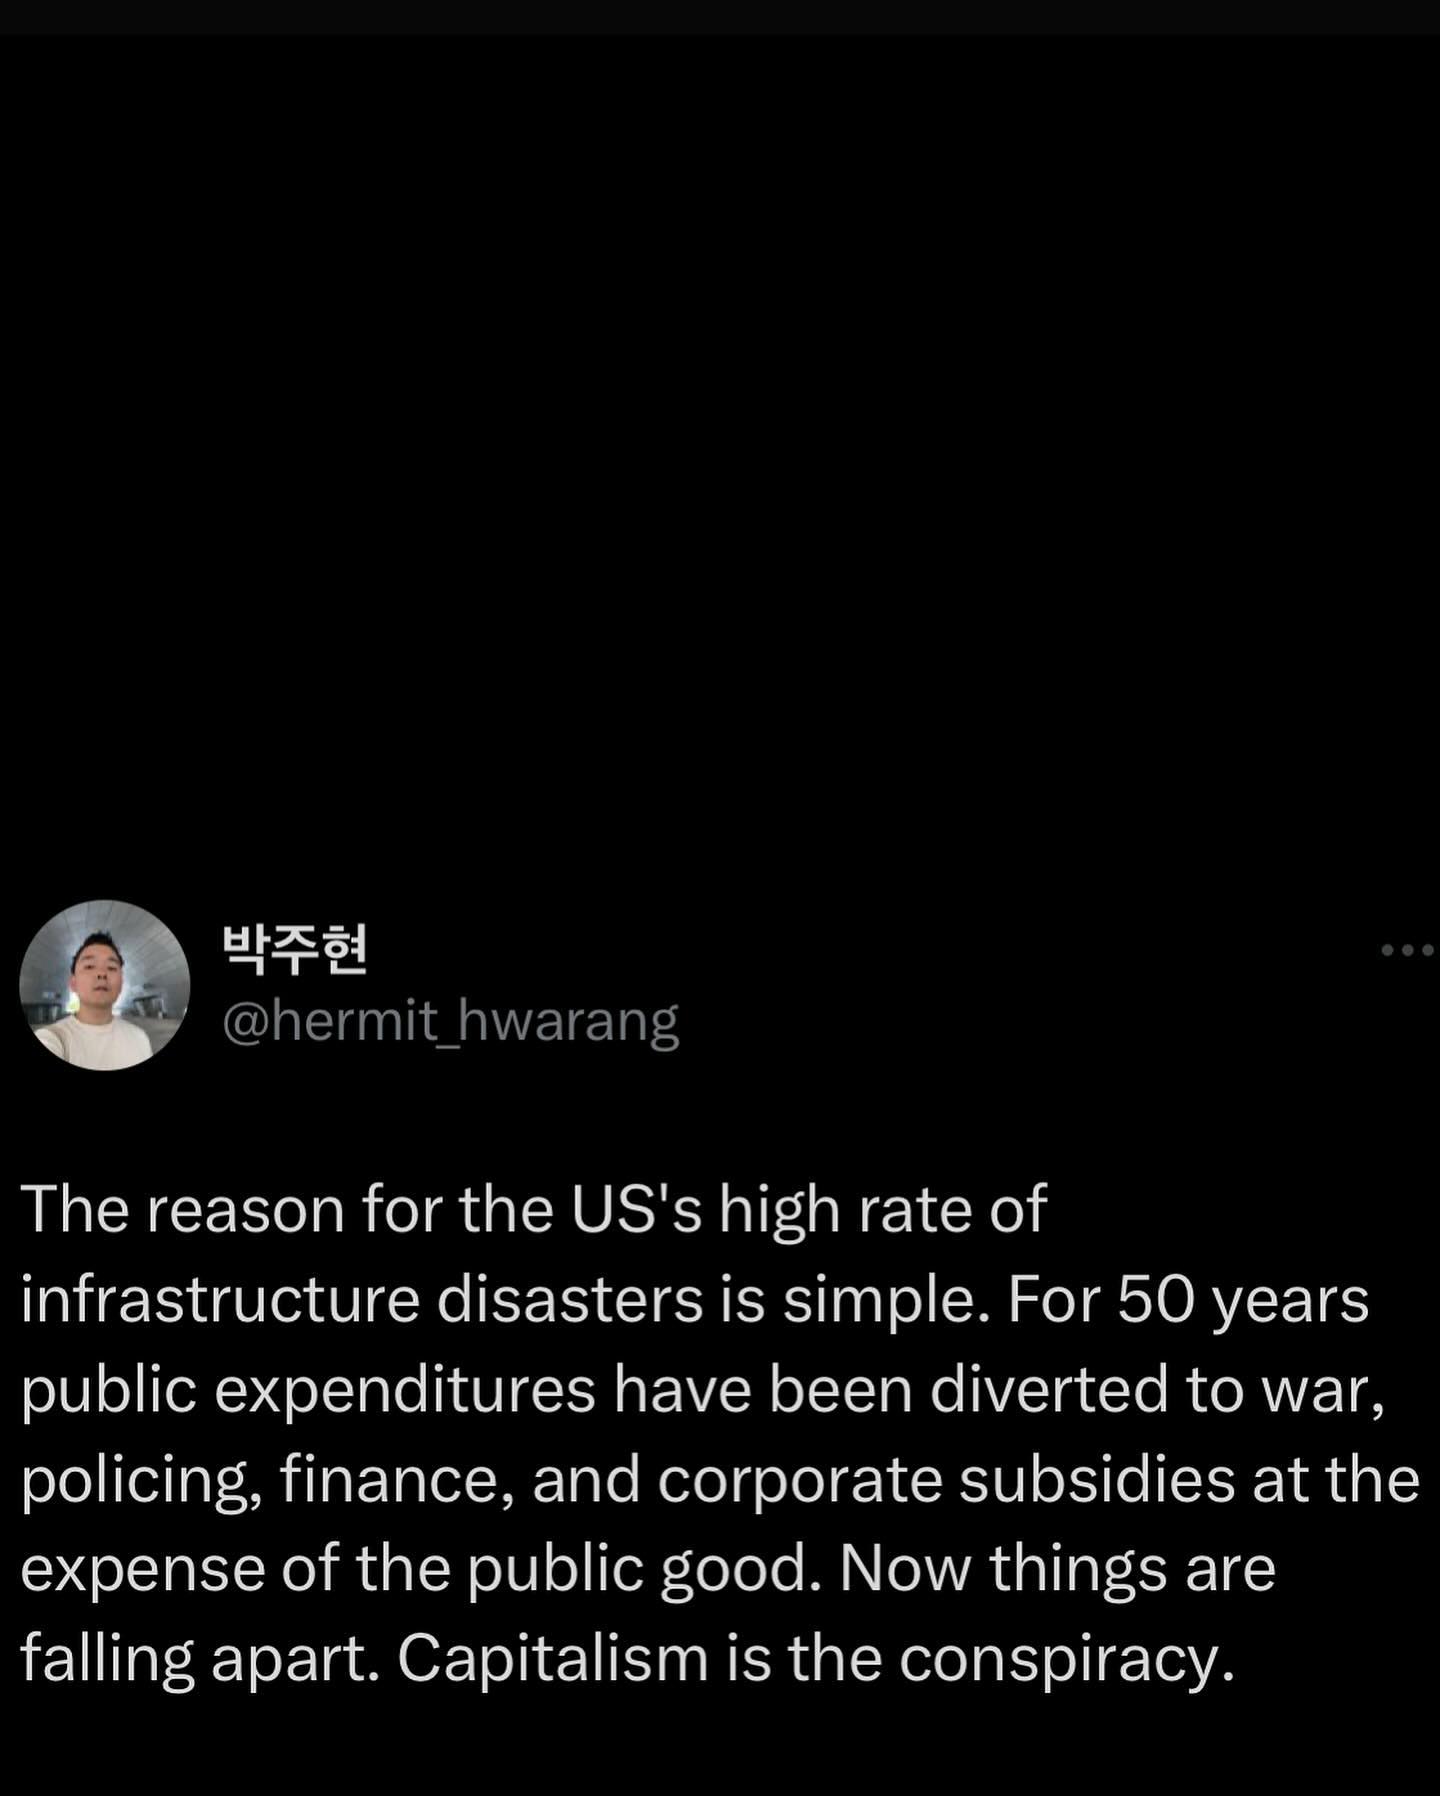 박주현
@hermit_hwarang
The reason for the US's high rate of
infrastructure disasters is simple. For 50 years
public expenditures have been diverted to war,
policing, finance, and corporate subsidies at the
expense of the public good. Now things are
falling apart. Capitalism is the conspiracy.